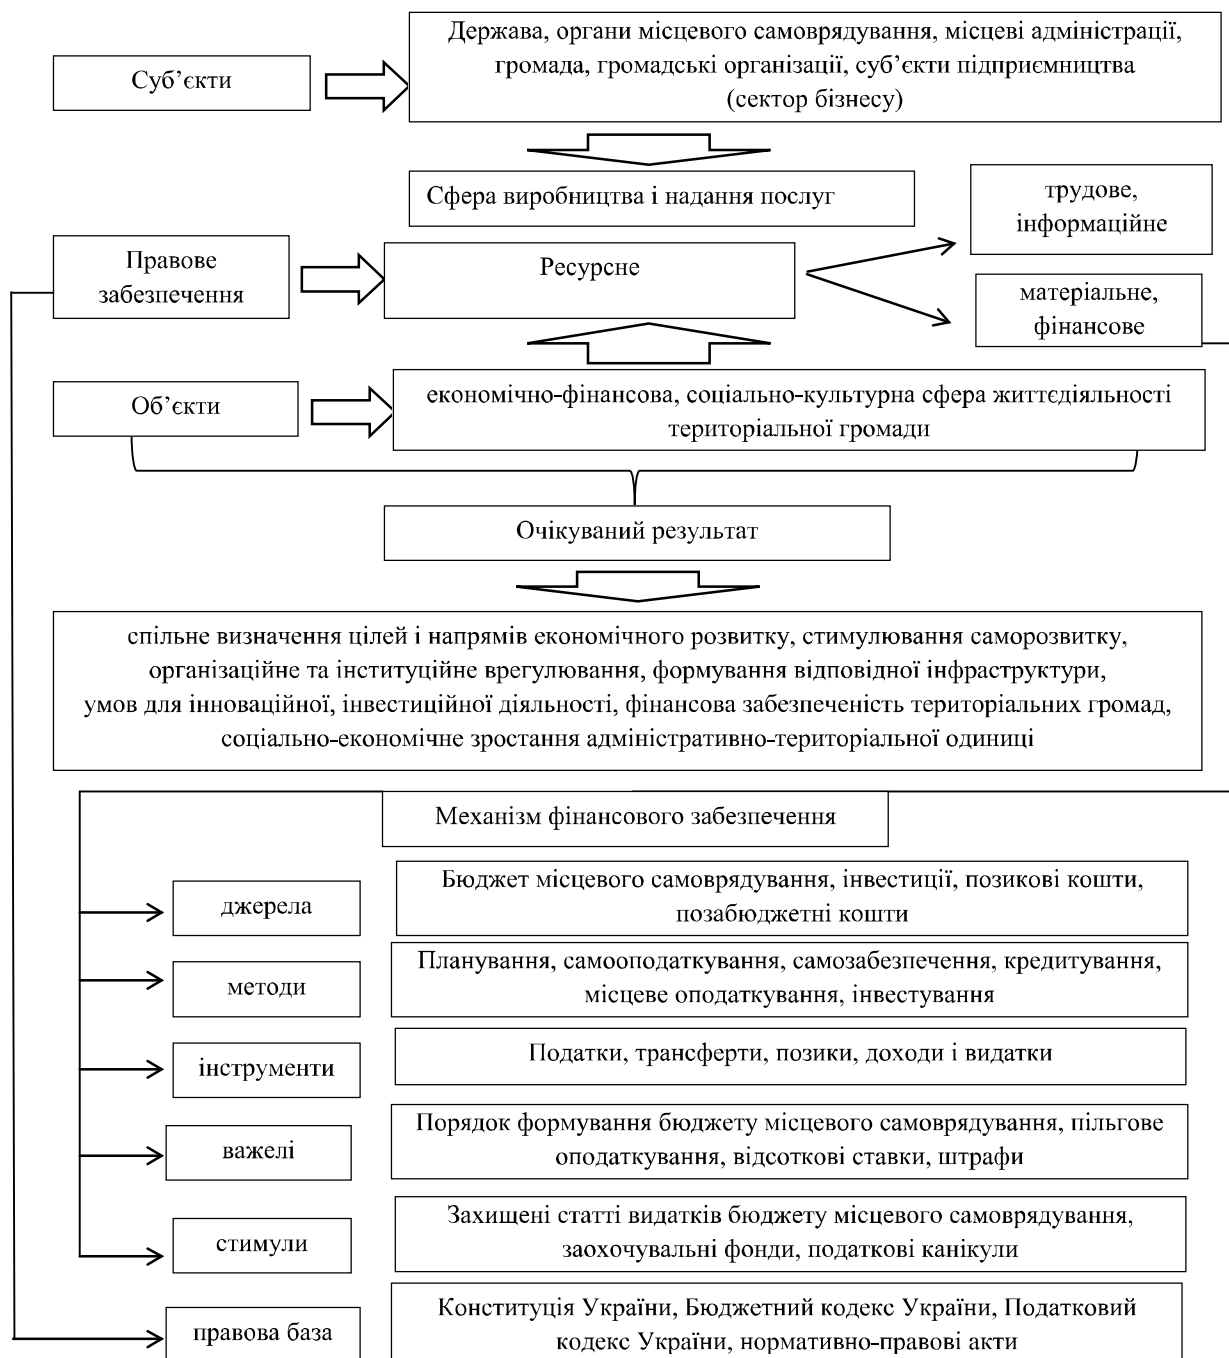 Суб’єкти
Держава, органи місцевого самоврядування, місцеві адміністрації,
громада, громадські організації, суб’єкти підприємництва
(сектор бізнесу)
Сфера виробництва і надання послуг
трудове,
інформаційне
Правове
забезпечення
Ресурсне
матеріальне,
фінансове
Об’єкти
економічно-фінансова, соціально-культурна сфера життєдіяльності
територіальної громади
Очікуваний результат
спільне визначення цілей і напрямів економічного розвитку, стимулювання саморозвитку,
організаційне та інституційне врегулювання, формування відповідної інфраструктури,
умов для інноваційної, інвестиційної діяльності, фінансова забезпеченість територіальних громад,
соціально-економічне зростання адміністративно-територіальної одиниці
Механізм фінансового забезпечення
джерела
Бюджет місцевого самоврядування, інвестиції, позикові кошти,
позабюджетні кошти
методи
Планування, самооподаткування, самозабезпечення, кредитування,
місцеве оподаткування, інвестування
інструменти
Податки, трансферти, позики, доходи і видатки
важелі
Порядок формування бюджету місцевого самоврядування, пільгове
оподаткування, відсоткові ставки, штрафи
стимули
Захищені статті видатків бюджету місцевого самоврядування,
заохочувальні фонди, податкові канікули
правова база
Конституція України, Бюджетний кодекс України, Податковий
кодекс України, нормативно-правові акти